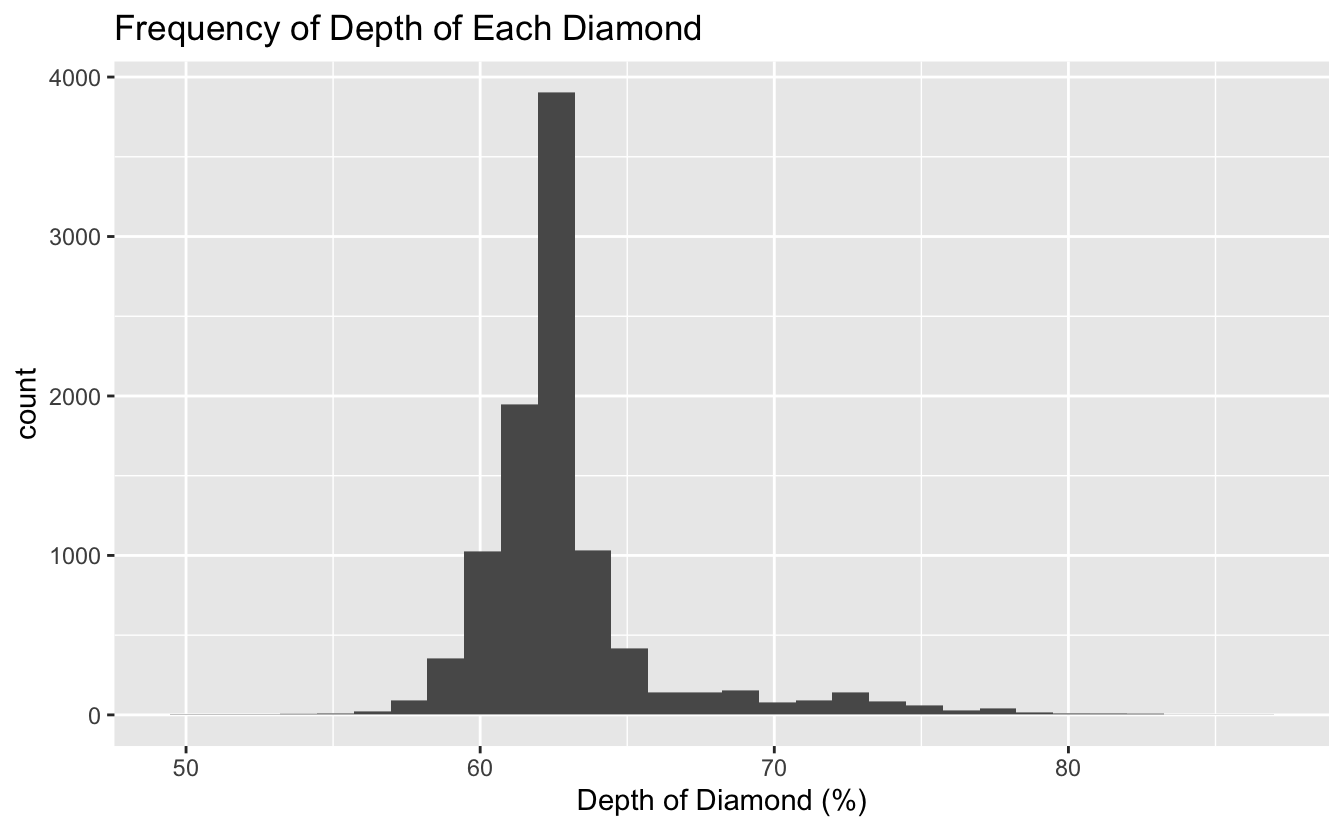 Frequency of Depth of Each Diamond
4000
3000
2000
1000
0
count
50 60 70 80
Depth of Diamond (%)